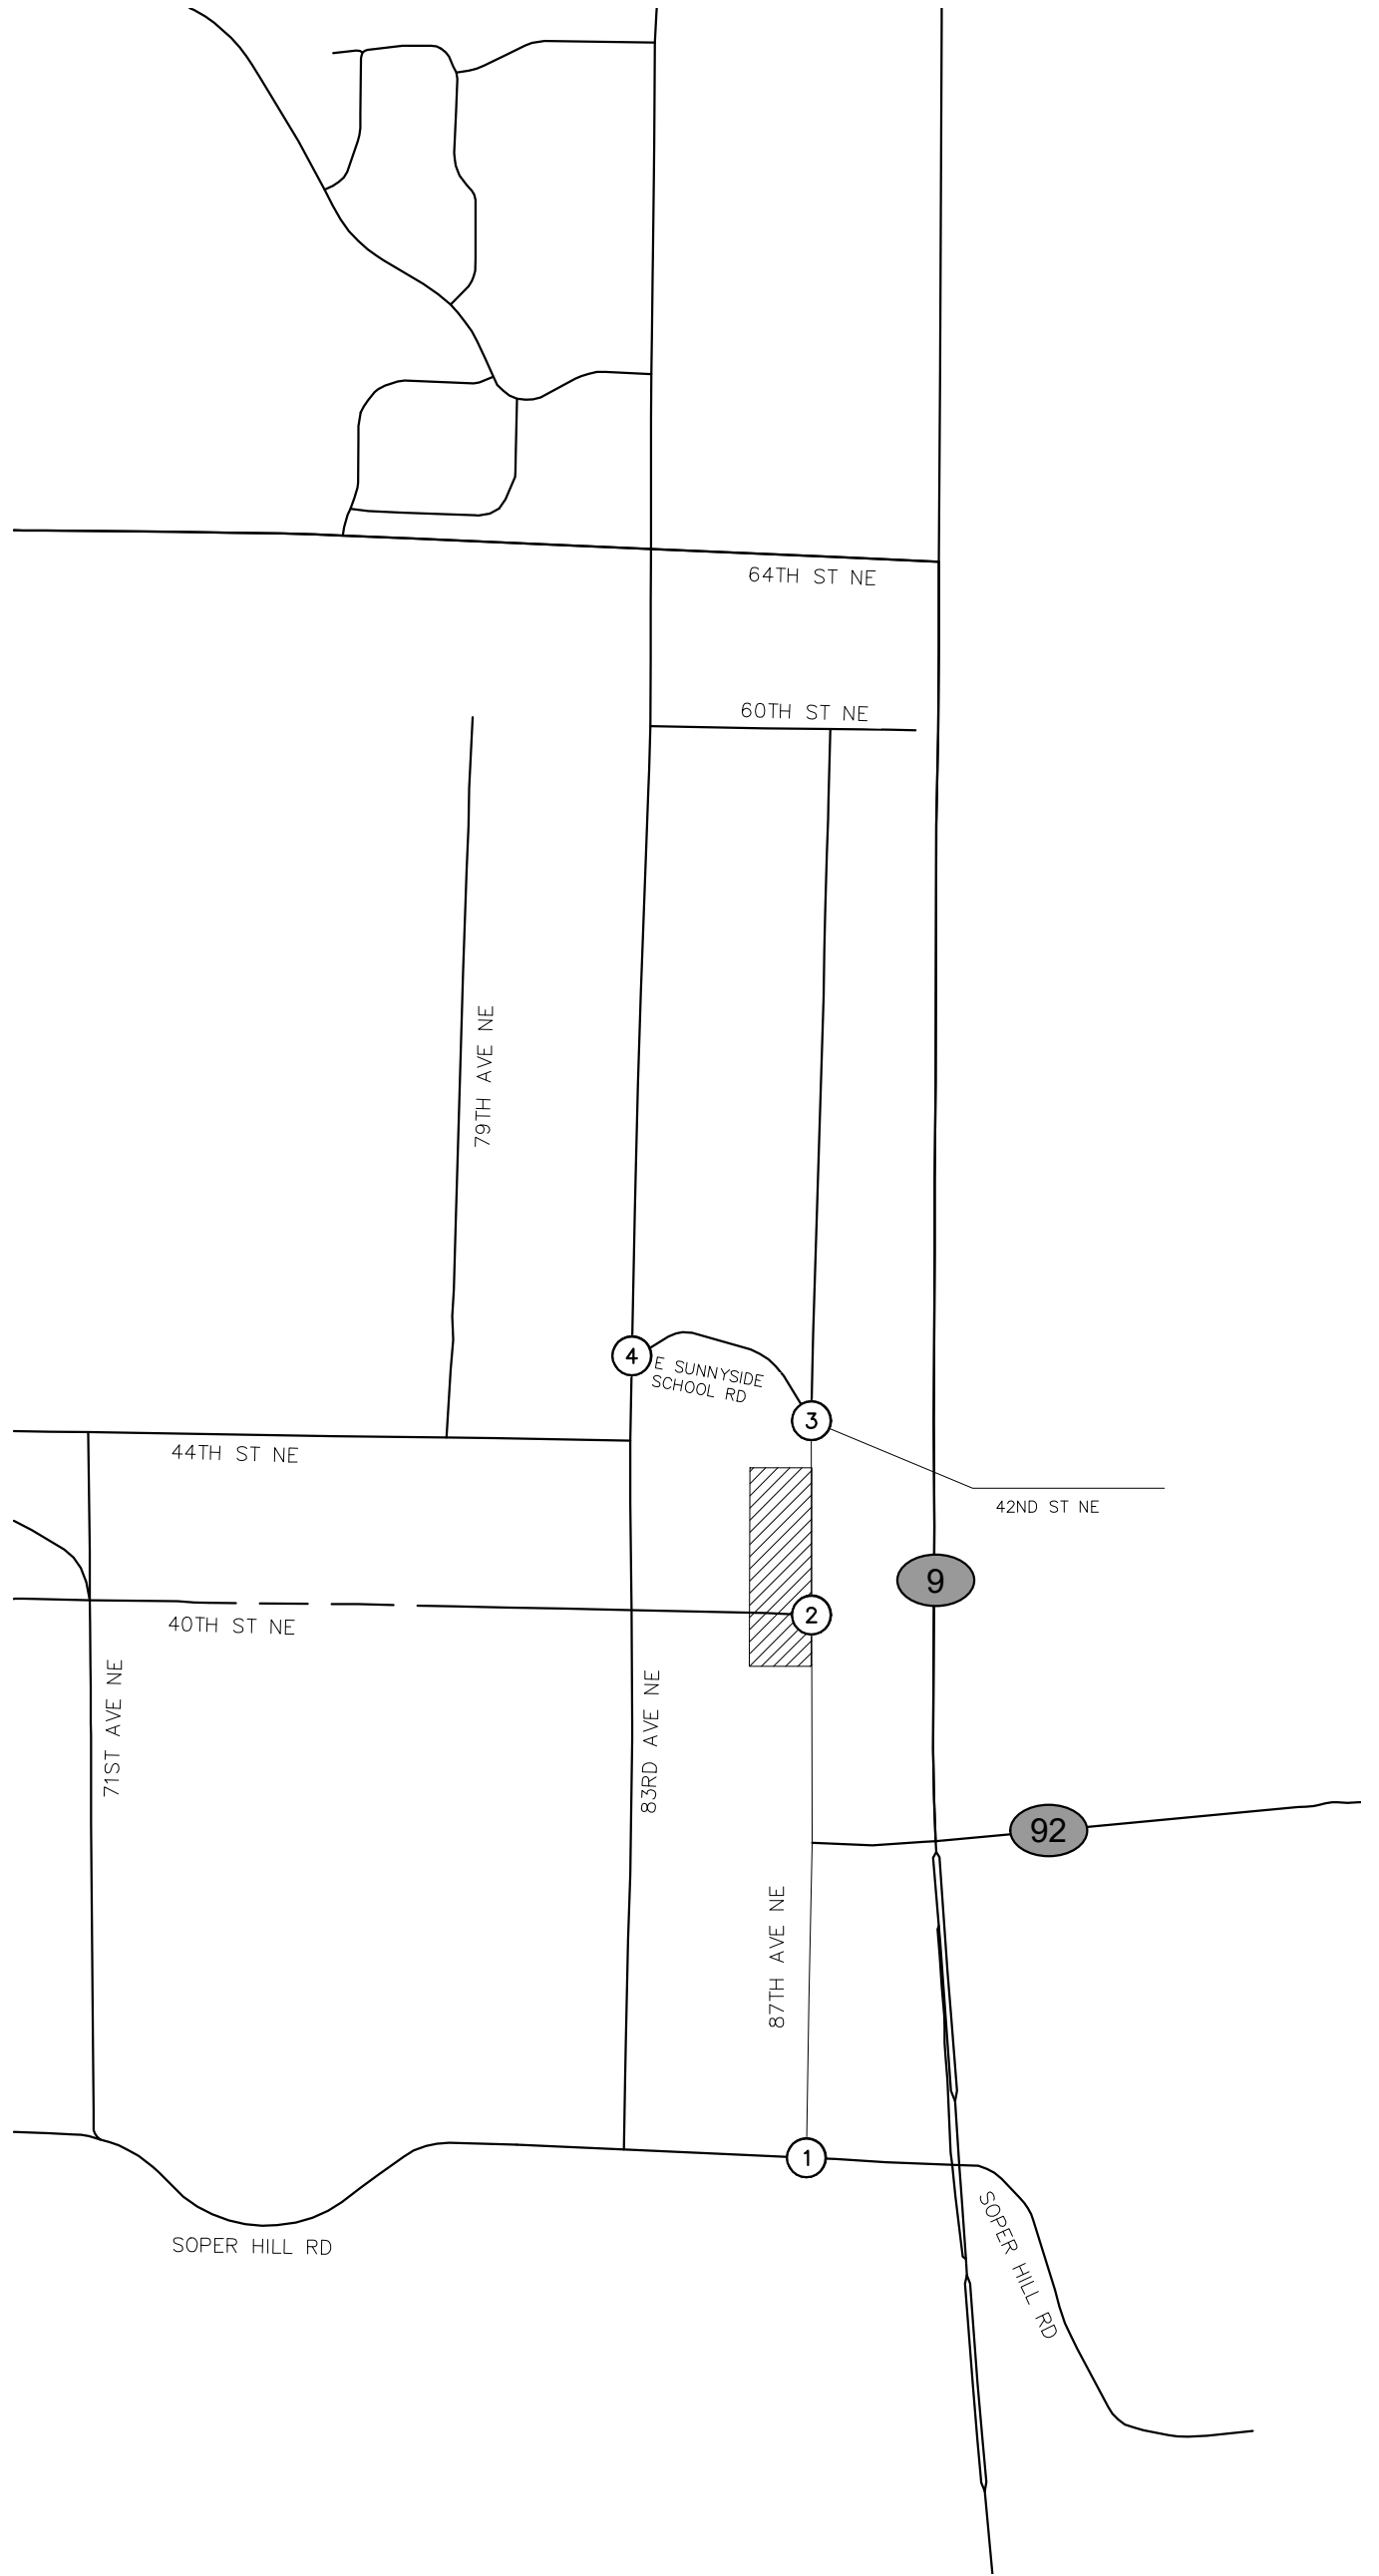 64TH ST NE
60TH ST NE
79TH AVE NE
4
E SUNNYSIDE
SCHOOL RD
3
44TH ST NE
42ND ST NE
9
2
40TH ST NE
71ST AVE NE
83RD AVE NE
92
87TH AVE NE
1
SOPER HILL RD
SOPER HILL RD